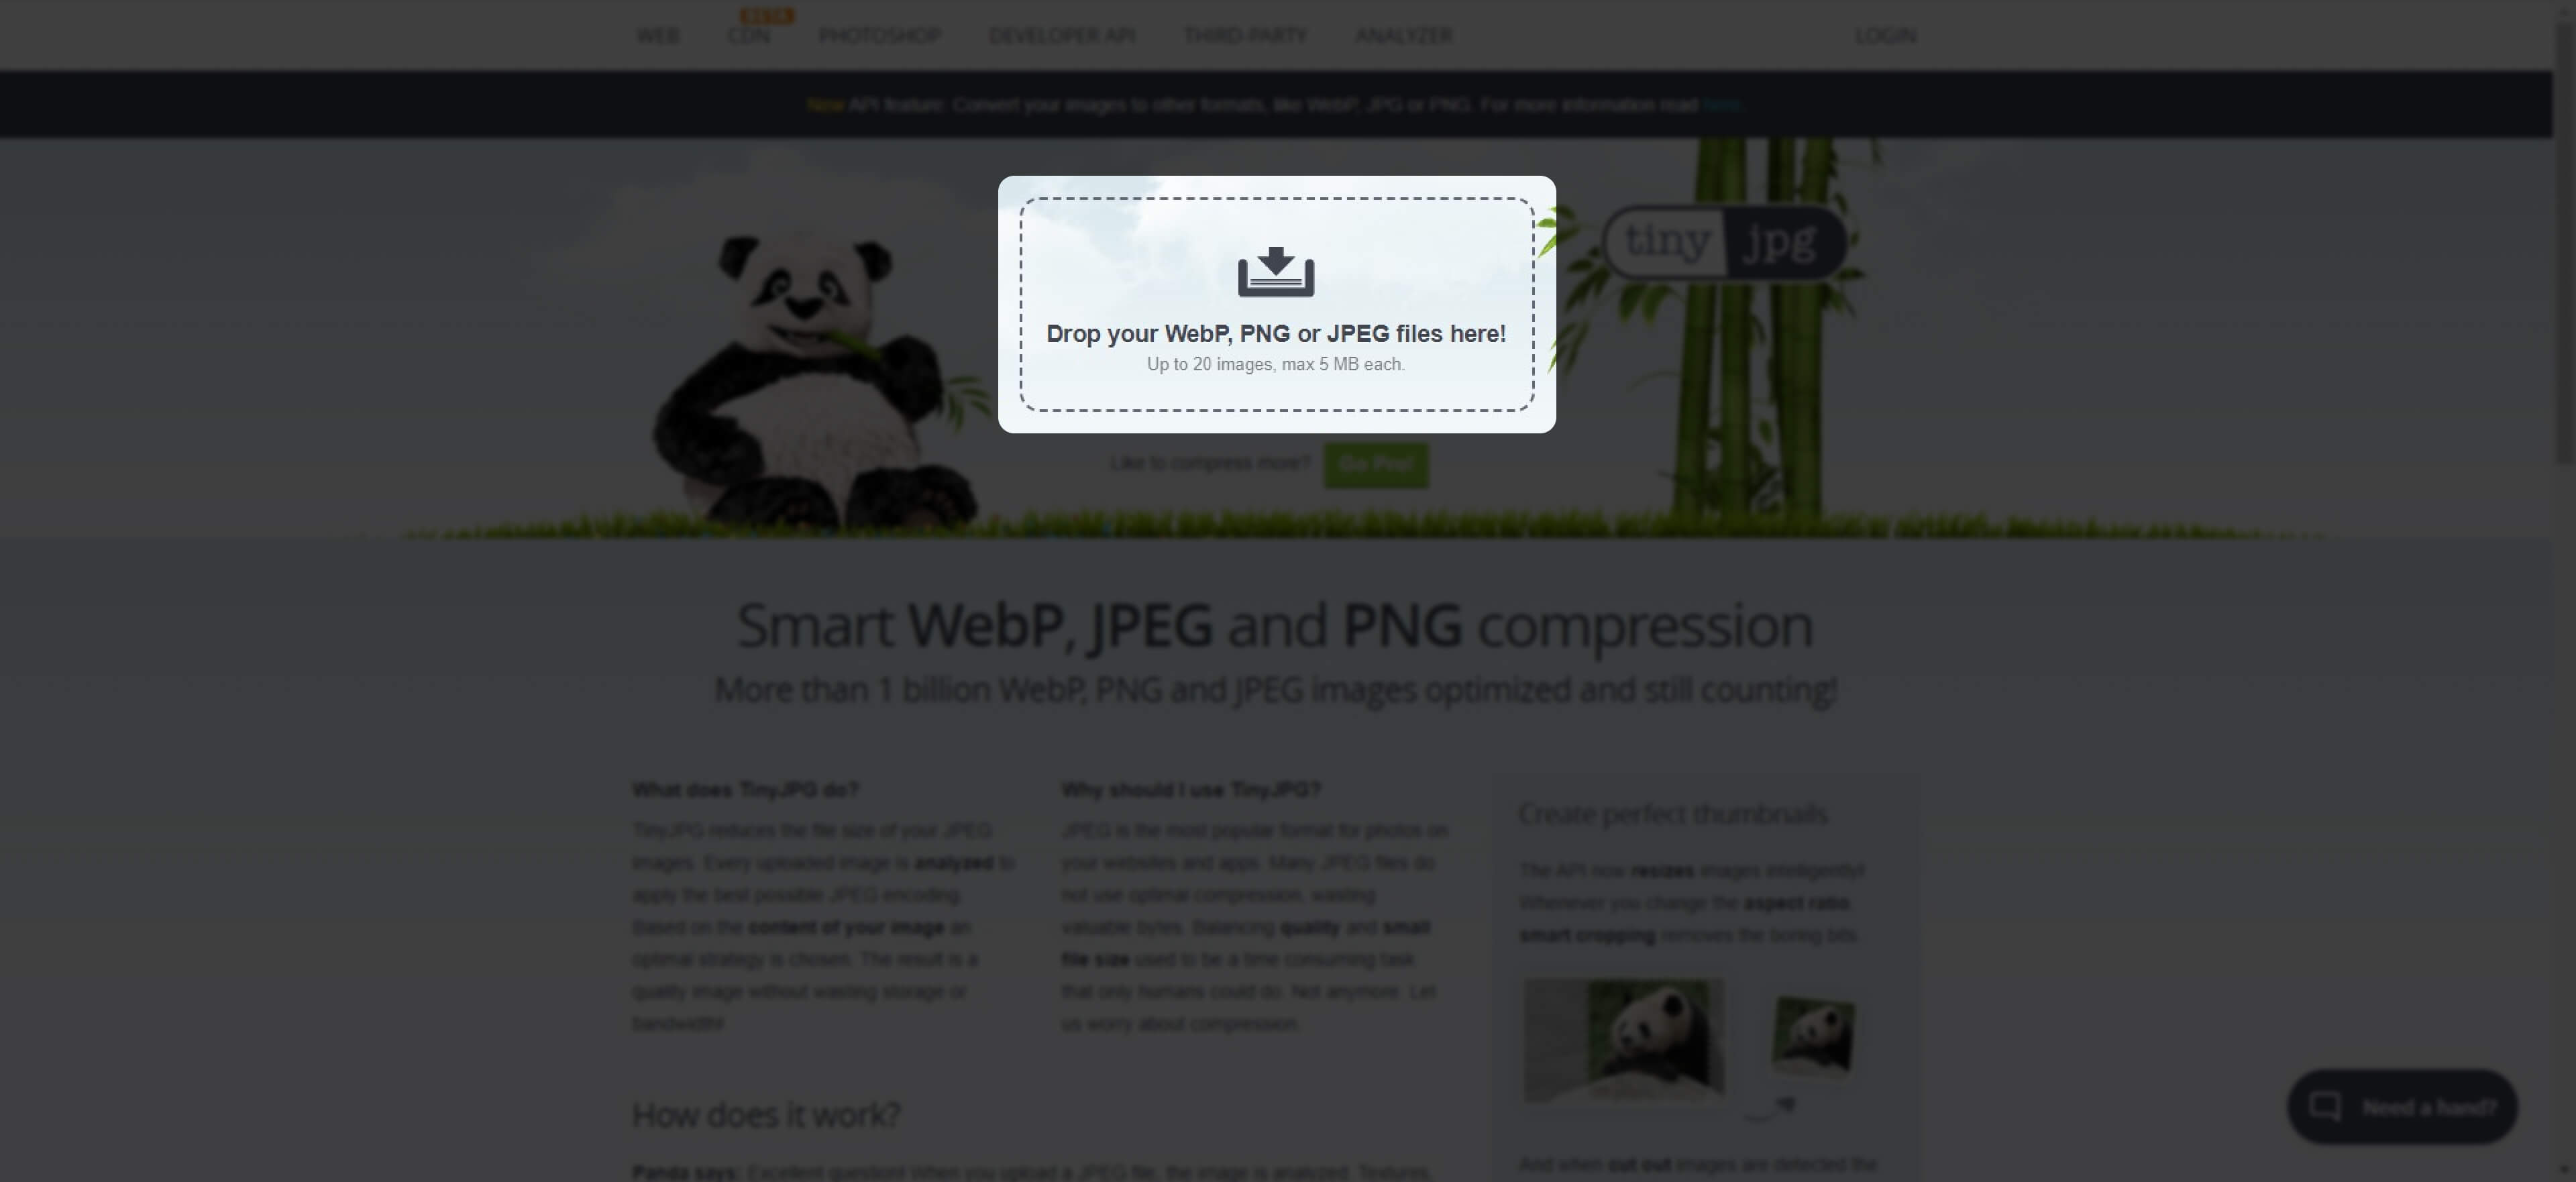 BETA
WEB CDN PHOTOSHOP DEVELOPER API THIRD-PARTY ANALYZER LOGIN
New API feature: Convert your images to other formats, like WebP, JPG or PNG. For more information read here.
tiny jpg
Drop your WebP, PNG or JPEG files here!
Up to 20 images, max 5 MB each.
Like to compress more? Go Pro!
Smart WebP, JPEG and PNG compression
More than 1 billion WebP, PNG and JPEG images optimized and still counting!
What does TinyJPG do?
TinyJPG reduces the file size of your JPEG
images. Every uploaded image is analyzed to
apply the best possible JPEG encoding.
Based on the content of your image an
optimal strategy is chosen. The result is a
quality image without wasting storage or
bandwidth!
Why should I use TinyJPG?
JPEG is the most popular format for photos on
your websites and apps. Many JPEG files do
not use optimal compression, wasting
valuable bytes. Balancing quality and small
file size used to be a time consuming task
that only humans could do. Not anymore. Let
us worry about compression.
Create perfect thumbnails
The API now resizes images intelligently!
Whenever you change the aspect ratio,
smart cropping removes the boring bits.
And when cut out images are detected the
How does it work?
Panda says: Excellent question! When you upload a JPEG file, the image is analyzed. Textures,
Need a hand?